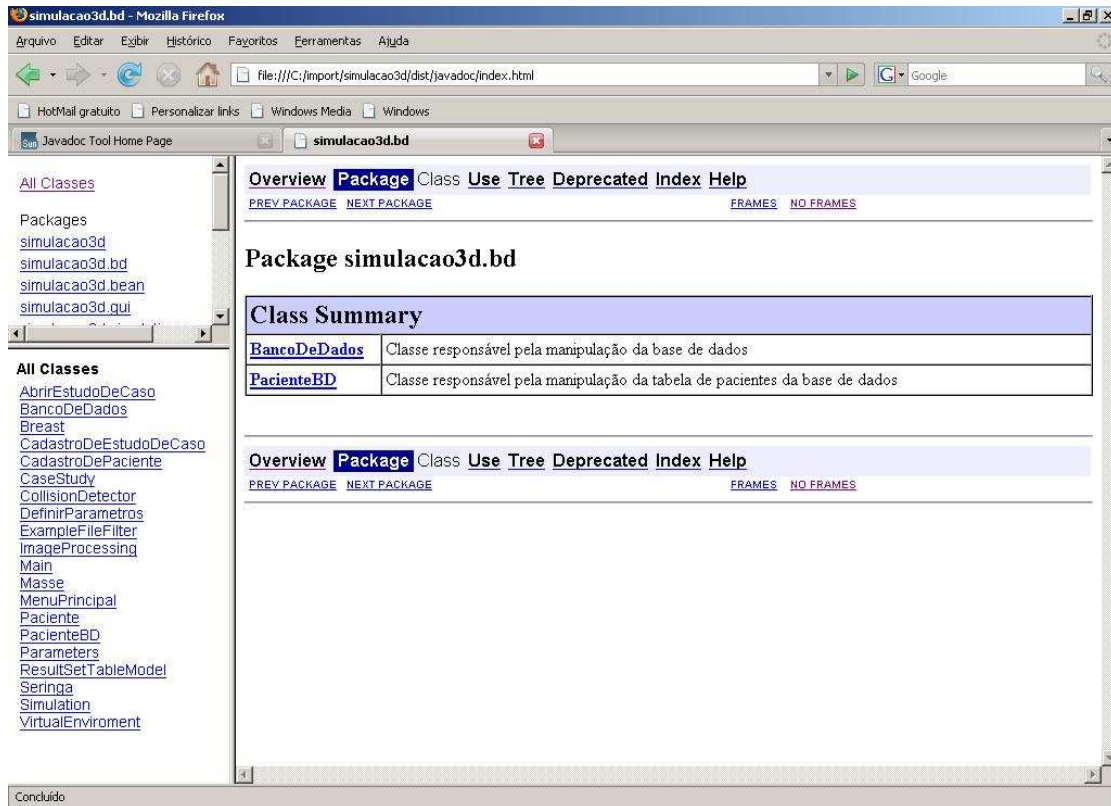 simulacao3d.bd - Mozilla Firefox
Arquivo Editar Exibir Histórico Favoritos Ferramentas Ajuda
file:///C:/import/simulacao3d/dist/javadoc/index.html
G Google
HotMail gratuito Personalizar links Windows Media Windows
Sun Javadoc Tool Home Page simulacao3d.bd
All Classes
Packages
simulacao3d
simulacao3d.bd
simulacao3d.bean
simulacao3d.gui
All Classes
AbrirEstudoDeCaso
BancoDeDados
Breast
CadastroDeEstudoDeCaso
CadastroDePaciente
CaseStudy
CollisionDetector
DefinirParametros
ExampleFileFilter
ImageProcessing
Main
Masse
MenuPrincipal
Paciente
PacienteBD
Parameters
ResultSetTableModel
Seringa
Simulation
VirtualEnviroment
Overview Package Class Use Tree Deprecated Index Help
PREV PACKAGE NEXT PACKAGE FRAMES NO FRAMES
Package simulacao3d.bd
Class Summary
BancoDeDados Classe responsável pela manipulação da base de dados
PacienteBD Classe responsável pela manipulação da tabela de pacientes da base de dados
Overview Package Class Use Tree Deprecated Index Help
PREV PACKAGE NEXT PACKAGE FRAMES NO FRAMES
Concluído